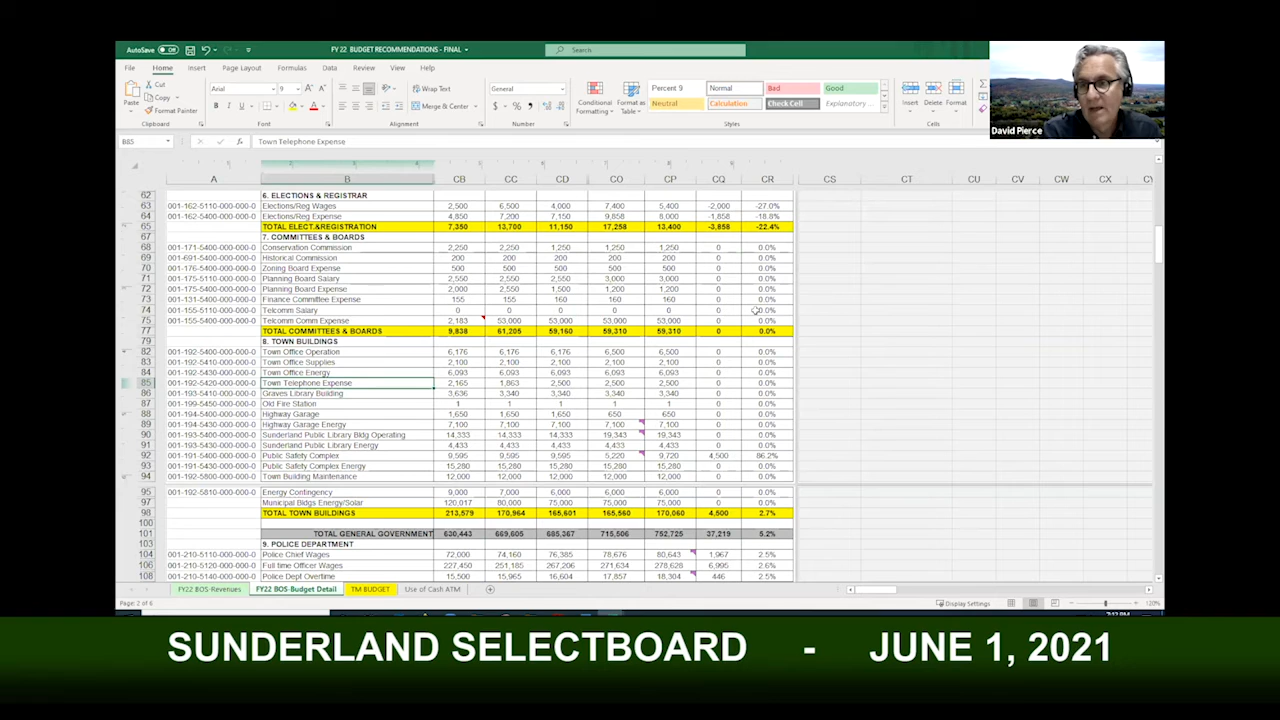 AutoSave Off FY 22 BUDGET RECOMMENDATIONS - FINAL Search
File Home Insert Page Layout Formulas Data Review View Help
Paste Cut Copy Format Painter Arial 9 B I U A Wrap Text Merge & Center General $ % Conditional Formatting Format as Table Percent 9 Normal Bad Good Neutral Calculation Check Cell Explanatory... Insert Delete Format
Clipboard Font Alignment Number Styles Cells
David Pierce
B85 fx Town Telephone Expense
A B CB CC CD CO CP CQ CR CS CT CU CV CW CX
62 6. ELECTIONS & REGISTRAR
63 001-162-5110-000-000-0 Elections/Reg Wages 2,500 6,500 4,000 7,400 5,400 -2,000 -27.0%
64 001-162-5400-000-000-0 Elections/Reg Expense 4,850 7,200 7,150 9,858 8,000 -1,858 -18.8%
65 TOTAL ELECT.&REGISTRATION 7,350 13,700 11,150 17,258 13,400 -3,858 -22.4%
67 7. COMMITTEES & BOARDS
68 001-171-5400-000-000-0 Conservation Commission 2,250 2,250 1,250 1,250 1,250 0 0.0%
69 001-691-5400-000-000-0 Historical Commission 200 200 200 200 200 0 0.0%
70 001-176-5400-000-000-0 Zoning Board Expense 500 500 500 500 500 0 0.0%
71 001-175-5110-000-000-0 Planning Board Salary 2,550 2,550 2,550 3,000 3,000 0 0.0%
72 001-175-5400-000-000-0 Planning Board Expense 2,000 2,550 1,500 1,200 1,200 0 0.0%
73 001-131-5400-000-000-0 Finance Committee Expense 155 155 160 160 160 0 0.0%
74 001-155-5110-000-000-0 Telcomm Salary 0 0 0 0 0 0 0.0%
75 001-155-5400-000-000-0 Telcomm Comm Expense 2,183 53,000 53,000 53,000 53,000 0 0.0%
77 TOTAL COMMITTEES & BOARDS 9,838 61,205 59,160 59,310 59,310 0 0.0%
79 8. TOWN BUILDINGS
82 001-192-5400-000-000-0 Town Office Operation 6,176 6,176 6,176 6,500 6,500 0 0.0%
83 001-192-5410-000-000-0 Town Office Supplies 2,100 2,100 2,100 2,100 2,100 0 0.0%
84 001-192-5430-000-000-0 Town Office Energy 6,093 6,093 6,093 6,093 6,093 0 0.0%
85 001-192-5420-000-000-0 Town Telephone Expense 2,165 1,863 2,500 2,500 2,500 0 0.0%
86 001-193-5410-000-000-0 Graves Library Building 3,636 3,340 3,340 3,340 3,340 0 0.0%
87 001-190-5450-000-000-0 Old Fire Station 1 1 1 1 1 0 0.0%
88 001-194-5400-000-000-0 Highway Garage 1,650 1,650 1,650 650 650 0 0.0%
89 001-194-5430-000-000-0 Highway Garage Energy 7,100 7,100 7,100 7,100 7,100 0 0.0%
90 001-193-5400-000-000-0 Sunderland Public Library Bldg Operating 14,333 14,333 14,333 19,343 19,343 0 0.0%
91 001-193-5430-000-000-0 Sunderland Public Library Energy 4,433 4,433 4,433 4,433 4,433 0 0.0%
92 001-191-5400-000-000-0 Public Safety Complex 9,595 9,595 9,595 5,220 9,720 4,500 86.2%
93 001-191-5430-000-000-0 Public Safety Complex Energy 15,280 15,280 15,280 15,280 15,280 0 0.0%
94 001-192-5800-000-000-0 Town Building Maintenance 12,000 12,000 12,000 12,000 12,000 0 0.0%
95 001-192-5810-000-000-0 Energy Contingency 9,000 7,000 6,000 6,000 6,000 0 0.0%
97 Municipal Bldgs Energy/Solar 120,017 80,000 75,000 75,000 75,000 0 0.0%
98 TOTAL TOWN BUILDINGS 213,579 170,964 165,601 165,560 170,060 4,500 2.7%
100
101 TOTAL GENERAL GOVERNMENT 630,443 669,605 685,367 715,506 752,725 37,219 5.2%
103 9. POLICE DEPARTMENT
104 001-210-5110-000-000-0 Police Chief Wages 72,000 74,160 76,385 78,676 80,643 1,967 2.5%
106 001-210-5120-000-000-0 Full time Officer Wages 227,450 251,185 267,206 271,634 278,628 6,995 2.6%
108 001-210-5140-000-000-0 Police Dept Overtime 15,500 15,965 16,604 17,857 18,304 446 2.5%
FY22 BOS-Revenues FY22 BOS-Budget Detail TM BUDGET Use of Cash ATM
Page 2 of 6 Display Settings 120%
SUNDERLAND SELECTBOARD - JUNE 1, 2021